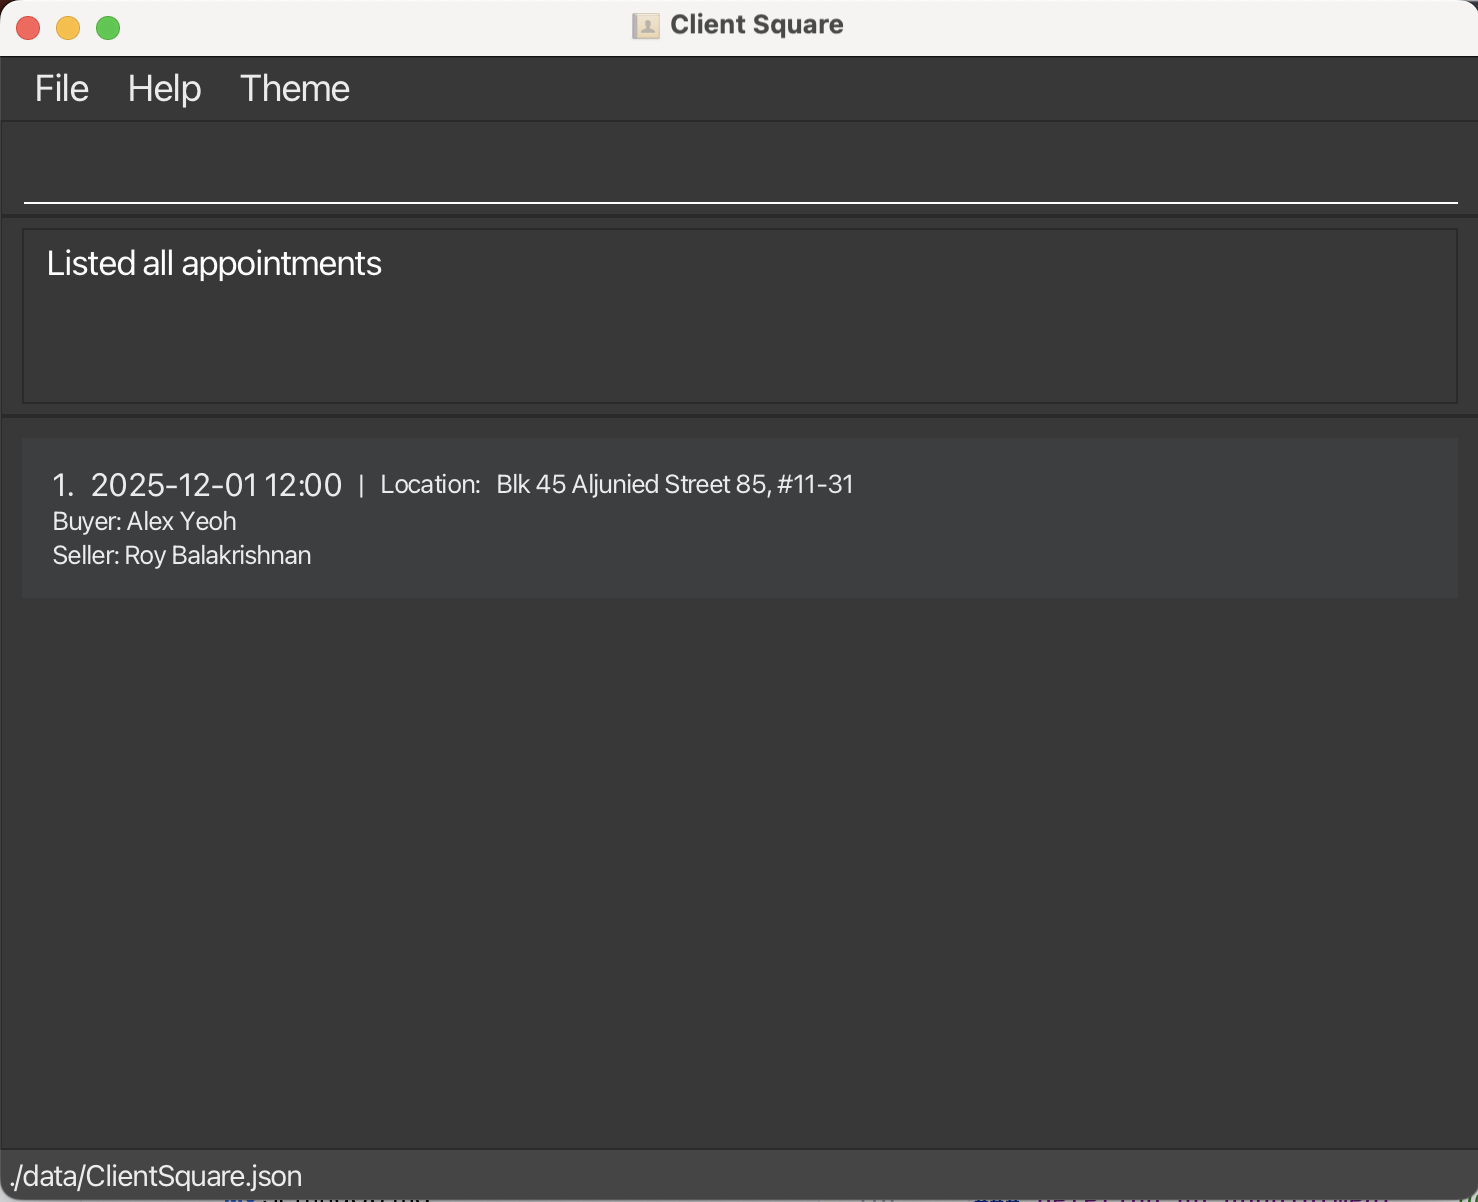 Client Square
File Help Theme
Listed all appointments
1. 2025-12-01 12:00 | Location: Blk 45 Aljunied Street 85, #11-31
Buyer: Alex Yeoh
Seller: Roy Balakrishnan
./data/ClientSquare.json